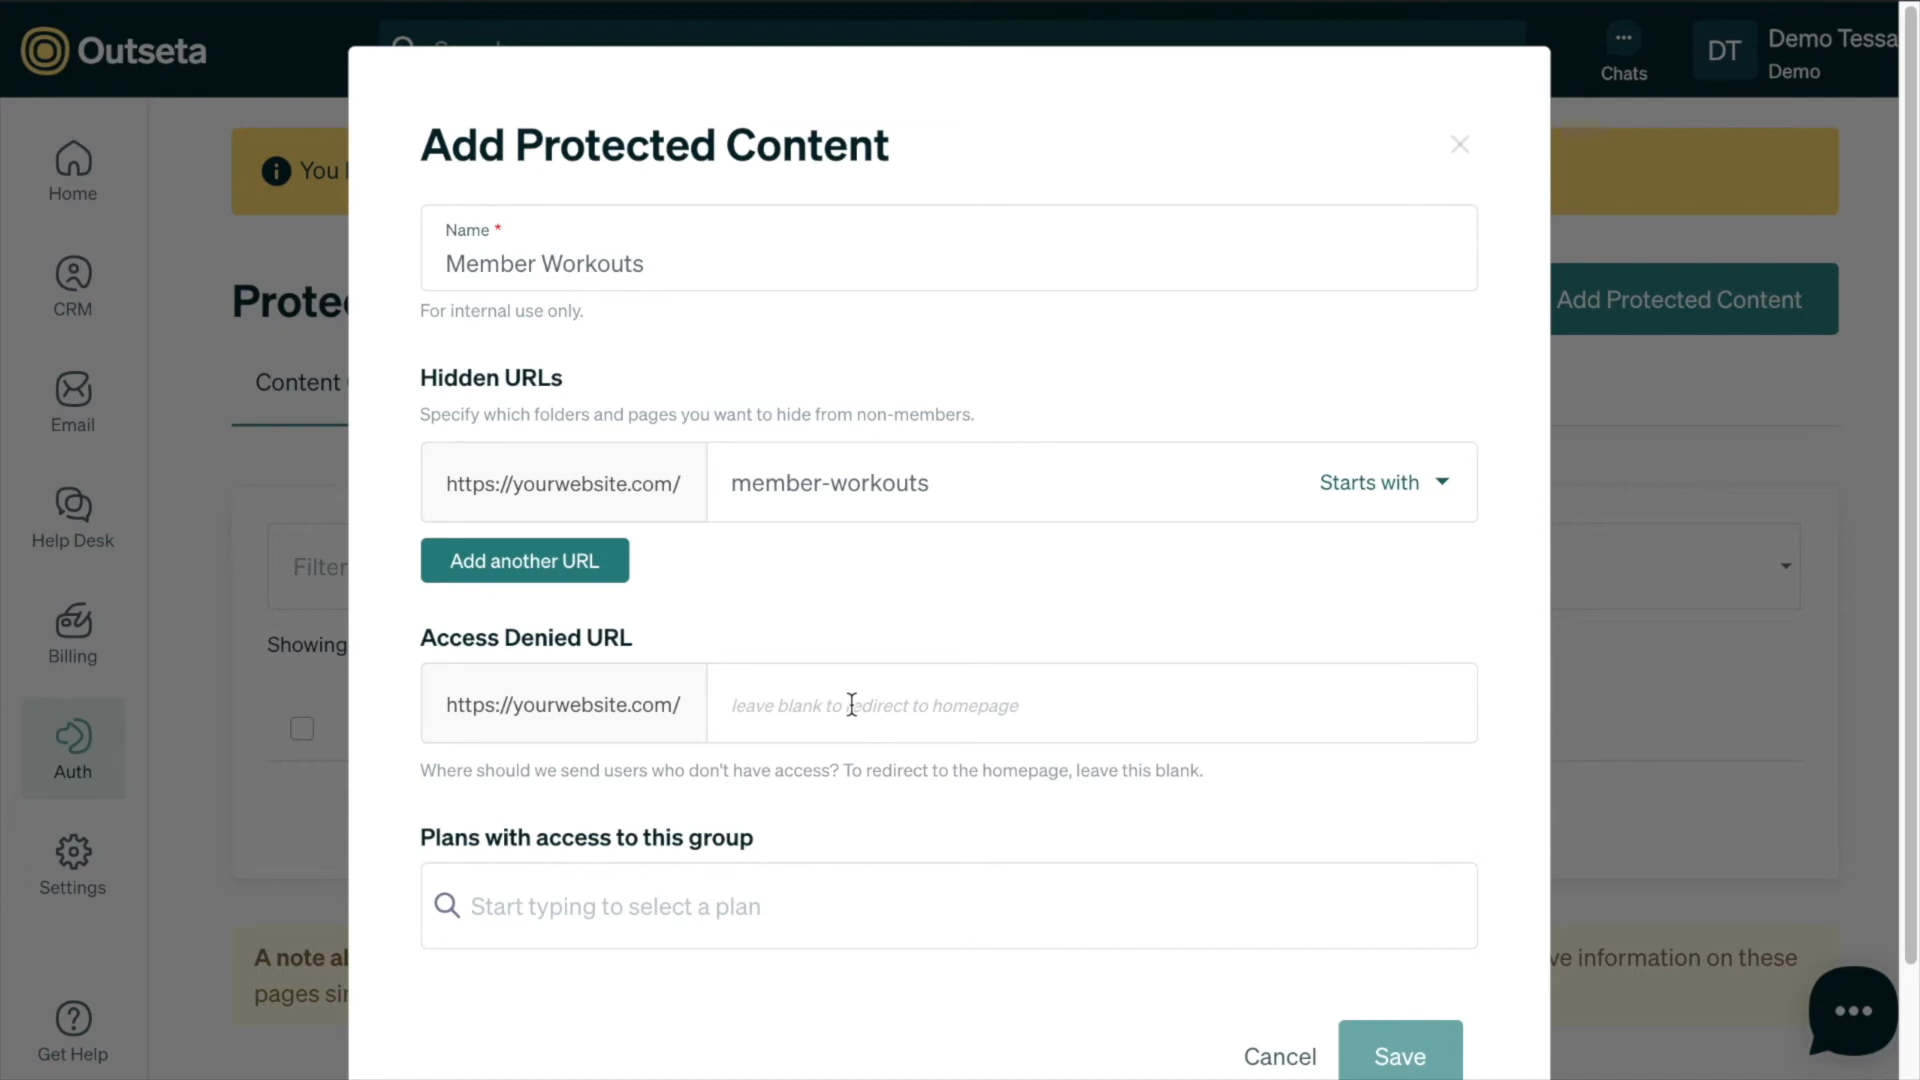 Outseta
Chats
DT
Demo Tessa
Demo
Home
CRM
Email
Help Desk
Billing
Auth
Settings
Get Help
You
Content
Filter
Showing
A note
pages
Add Protected Content
ve information on these
Add Protected Content
Name *
Member Workouts
For internal use only.
Hidden URLs
Specify which folders and pages you want to hide from non-members.
https://yourwebsite.com/ member-workouts Starts with
Add another URL
Access Denied URL
https://yourwebsite.com/ leave blank to redirect to homepage
Where should we send users who don't have access? To redirect to the homepage, leave this blank.
Plans with access to this group
Start typing to select a plan
Cancel Save